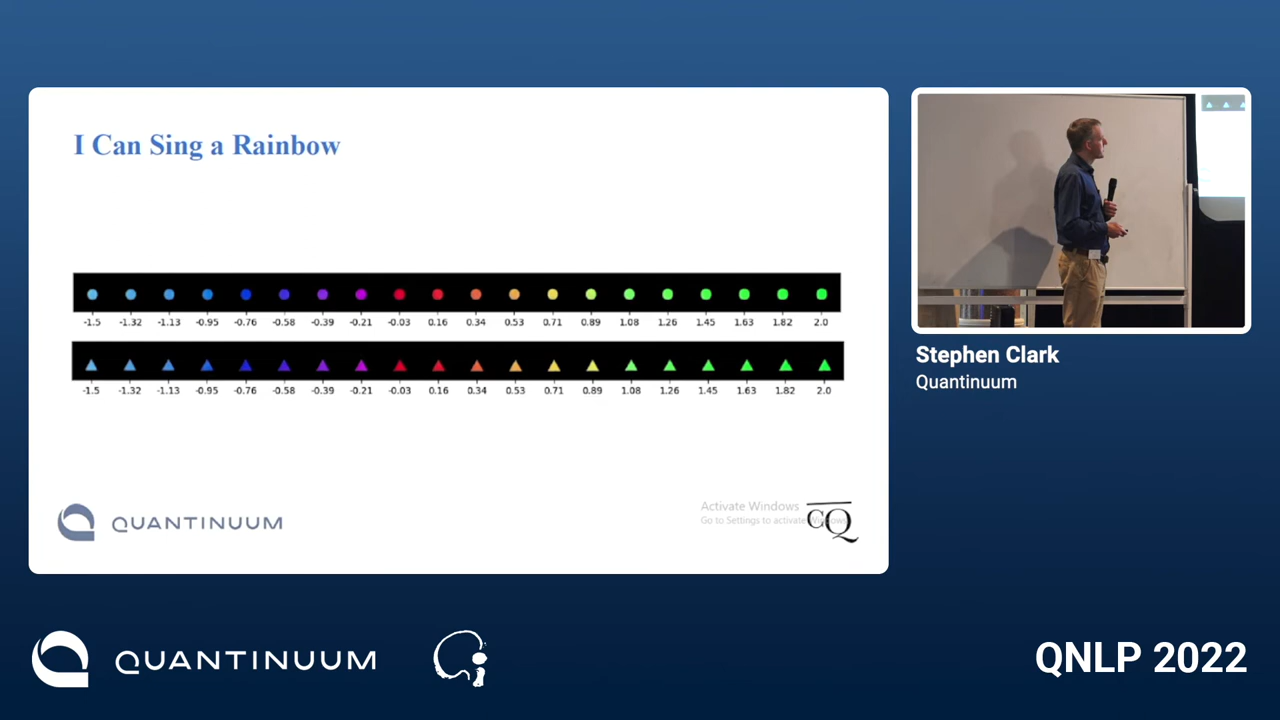 I Can Sing a Rainbow
-1.5 -1.32 -1.13 -0.95 -0.76 -0.58 -0.39 -0.21 -0.03 0.16 0.34 0.53 0.71 0.89 1.08 1.26 1.45 1.63 1.82 2.0
-1.5 -1.32 -1.13 -0.95 -0.76 -0.58 -0.39 -0.21 -0.03 0.16 0.34 0.53 0.71 0.89 1.08 1.26 1.45 1.63 1.82 2.0
QUANTINUUM
Activate Windows
Go to Settings to activate Windows.
CQ
Stephen Clark
Quantinuum
QUANTINUUM
QNLP 2022